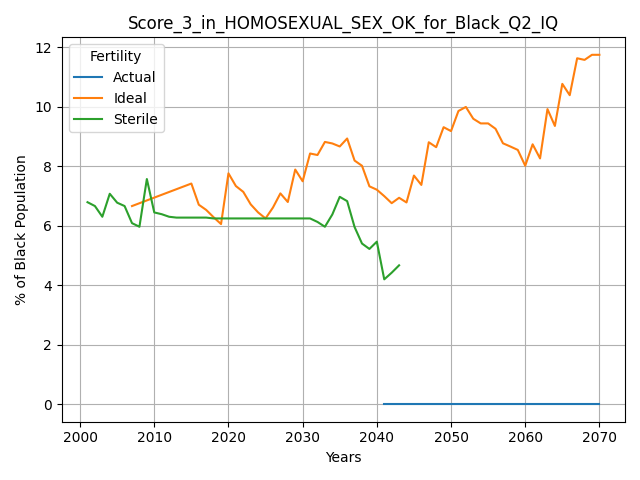 Score_3_in_HOMOSEXUAL_SEX_OK_for_Black_Q2_IQ
Fertility
Actual
Ideal
Sterile
% of Black Population
12
10
8
6
4
2
0
2000 2010 2020 2030 2040 2050 2060 2070
Years